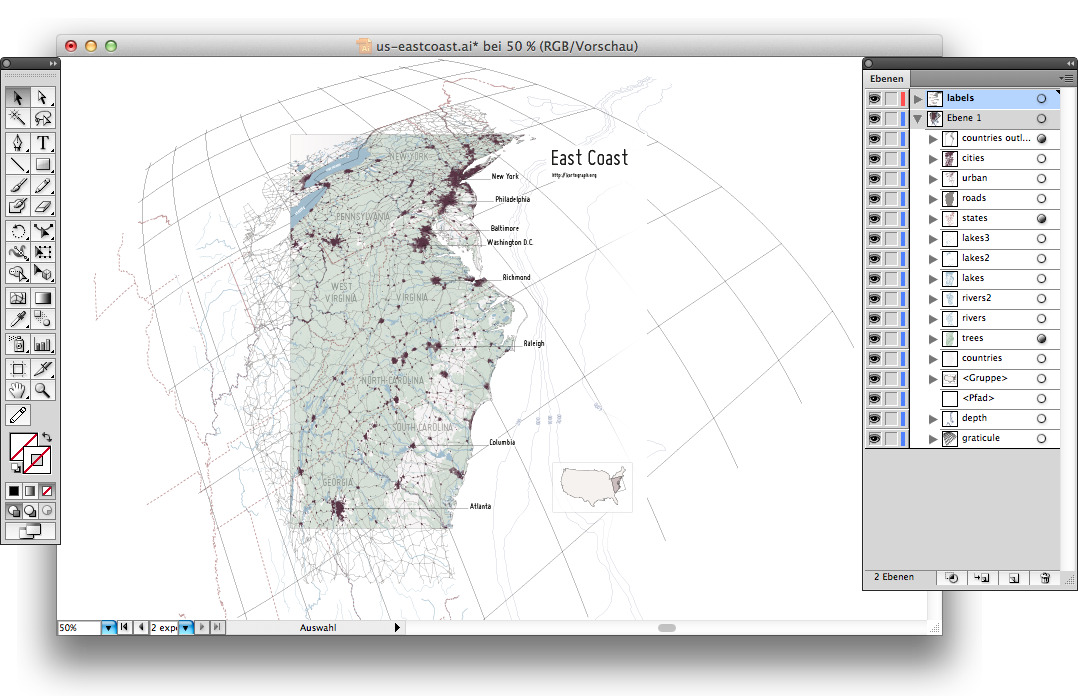 us-eastcoast.ai* bei 50 % (RGB/Vorschau)
East Coast
http://kartograph.org
NEW YORK
New York
Philadelphia
PENNSYLVANIA
Baltimore
Washington D.C.
Richmond
WEST
VIRGINIA
VIRGINIA
Raleigh
NORTH CAROLINA
SOUTH CAROLINA
Columbia
GEORGIA
Atlanta
50%
2 expo
Auswahl
Ebenen
labels
Ebene 1
countries outl...
cities
urban
roads
states
lakes3
lakes2
lakes
rivers2
rivers
trees
countries
<Gruppe>
<Pfad>
depth
graticule
2 Ebenen
T
Ai